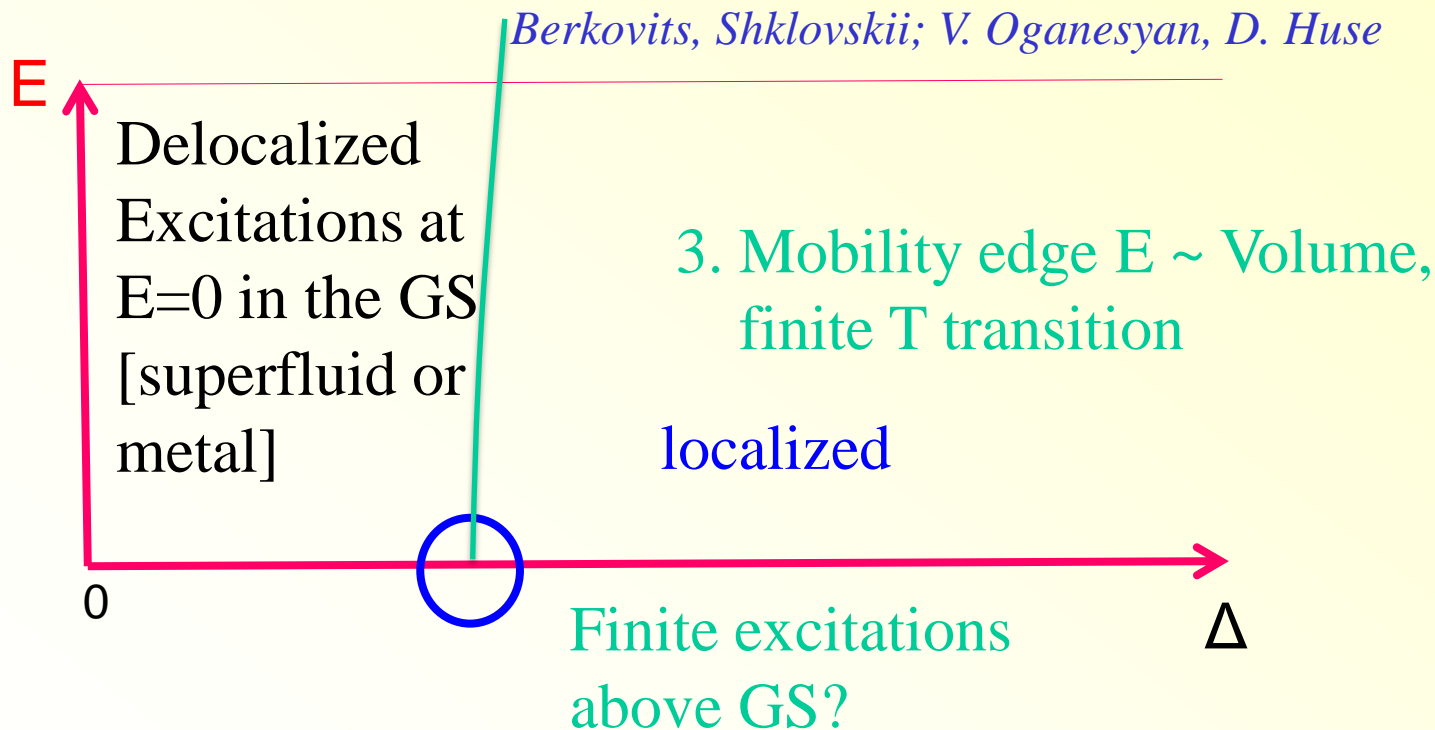 Berkovits, Shklovskii; V. Oganesyan, D. Huse
E
Delocalized
Excitations at
E=0 in the GS
[superfluid or
metal]
3. Mobility edge E ~ Volume,
finite T transition
localized
0
Δ
Finite excitations
above GS?